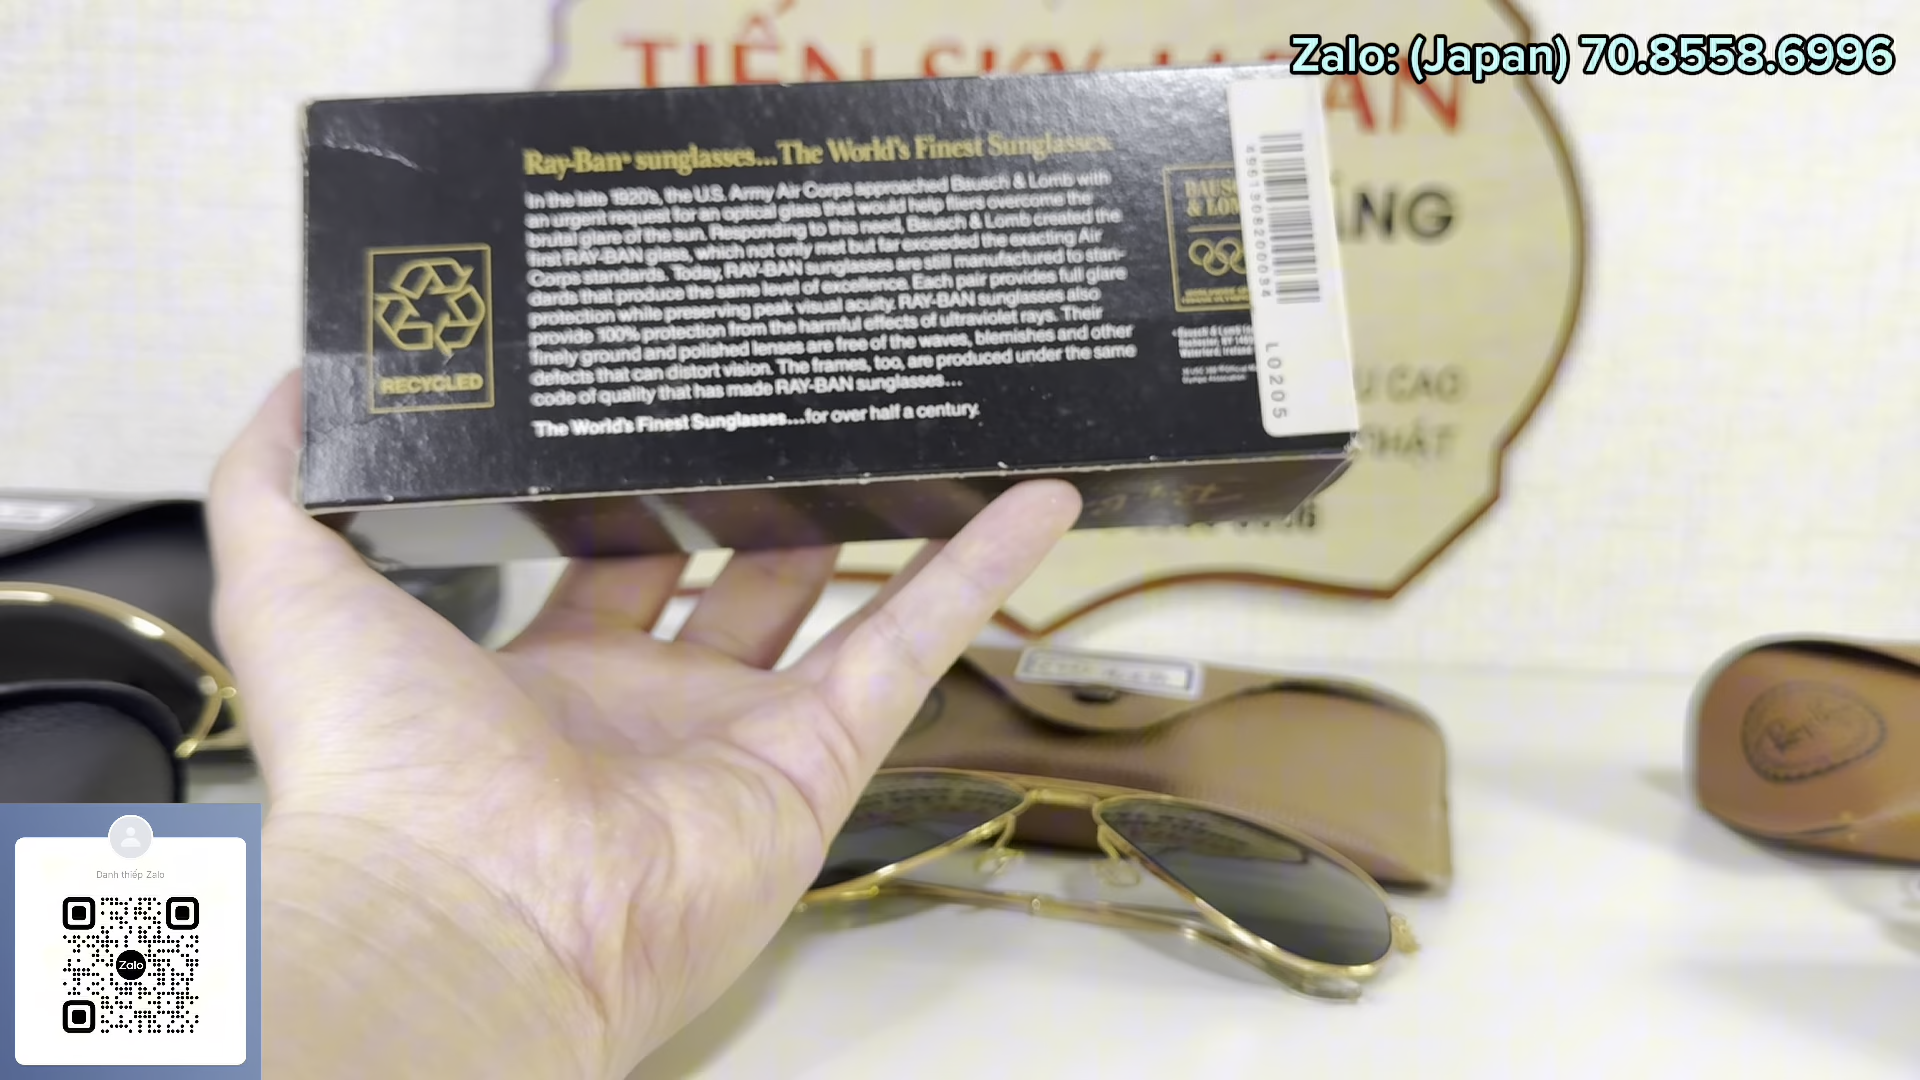 Zalo: (Japan) 70.8558.6996
TIẾN SKY
Ray-Ban® sunglasses...The World's Finest Sunglasses.
In the late 1920's, the U.S. Army Air Corps approached Bausch & Lomb with
an urgent request for an optical glass that would help fliers overcome the
brutal glare of the sun. Responding to this need, Bausch & Lomb created the
first RAY-BAN glass, which not only met but far exceeded the exacting Air
Corps standards. Today, RAY-BAN sunglasses are still manufactured to stan-
dards that produce the same level of excellence. Each pair provides full glare
protection while preserving peak visual acuity. RAY-BAN sunglasses also
provide 100% protection from the harmful effects of ultraviolet rays. Their
finely ground and polished lenses are free of the waves, blemishes and other
defects that can distort vision. The frames, too, are produced under the same
code of quality that has made RAY-BAN sunglasses...
The World's Finest Sunglasses...for over half a century.
RECYCLED
BAUS
& LOM
L0205
U CAO
Danh thiếp Zalo
Zalo